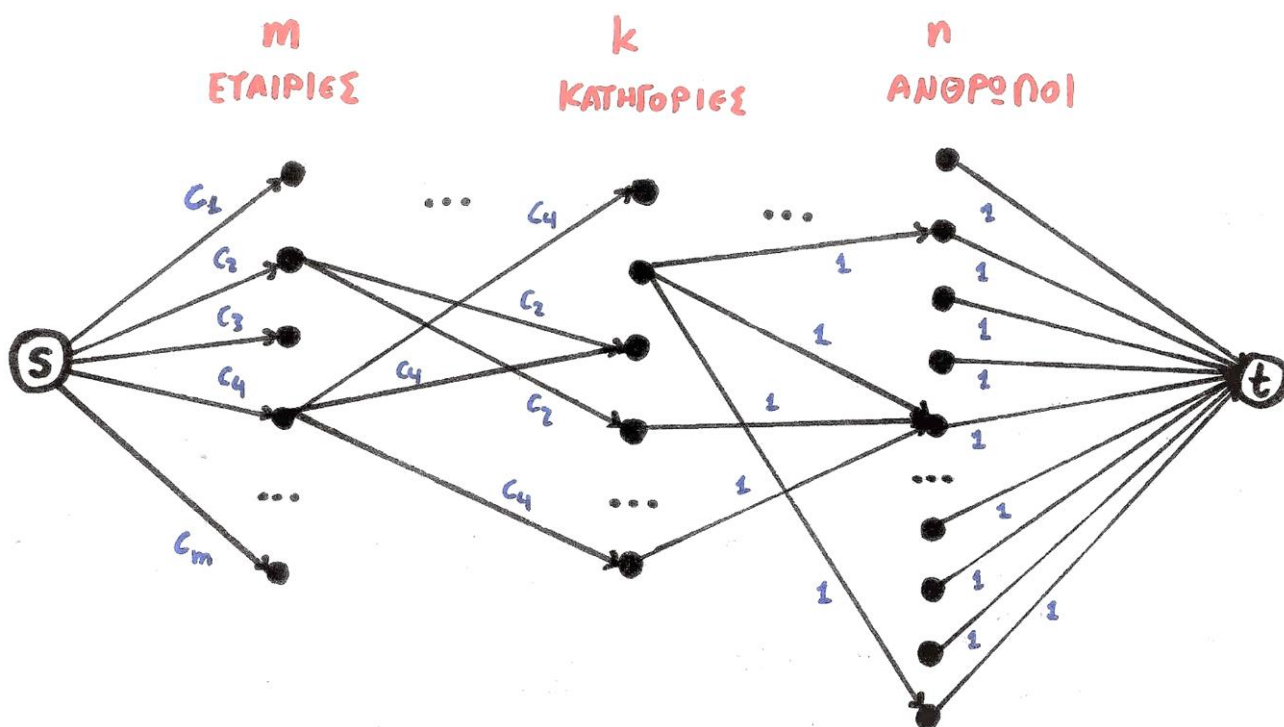 m k n
ΕΤΑΙΡΙΕΣ ΚΑΤΗΓΟΡΙΕΣ ΑΝΘΡΩΠΟΙ
C1 ... C4 ... 1
C2 1 1
C3 C2 1 1
S C4 C4 1 t
C2 1 1
... C4 ... 1 ...
Cm 1 1
1 1 1